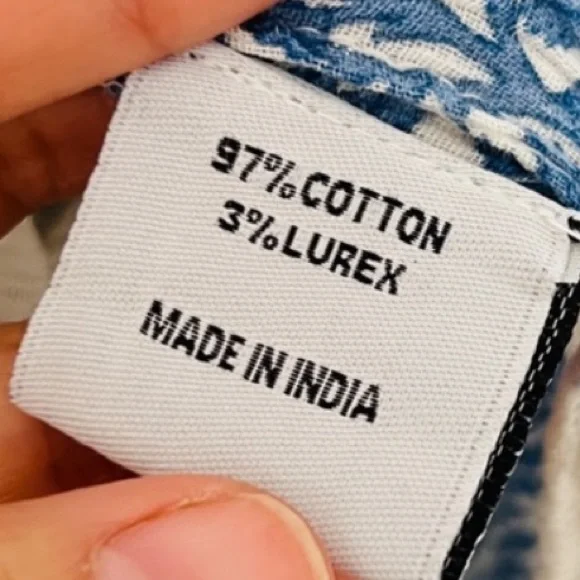 97% COTTON
3% LUREX
MADE IN INDIA